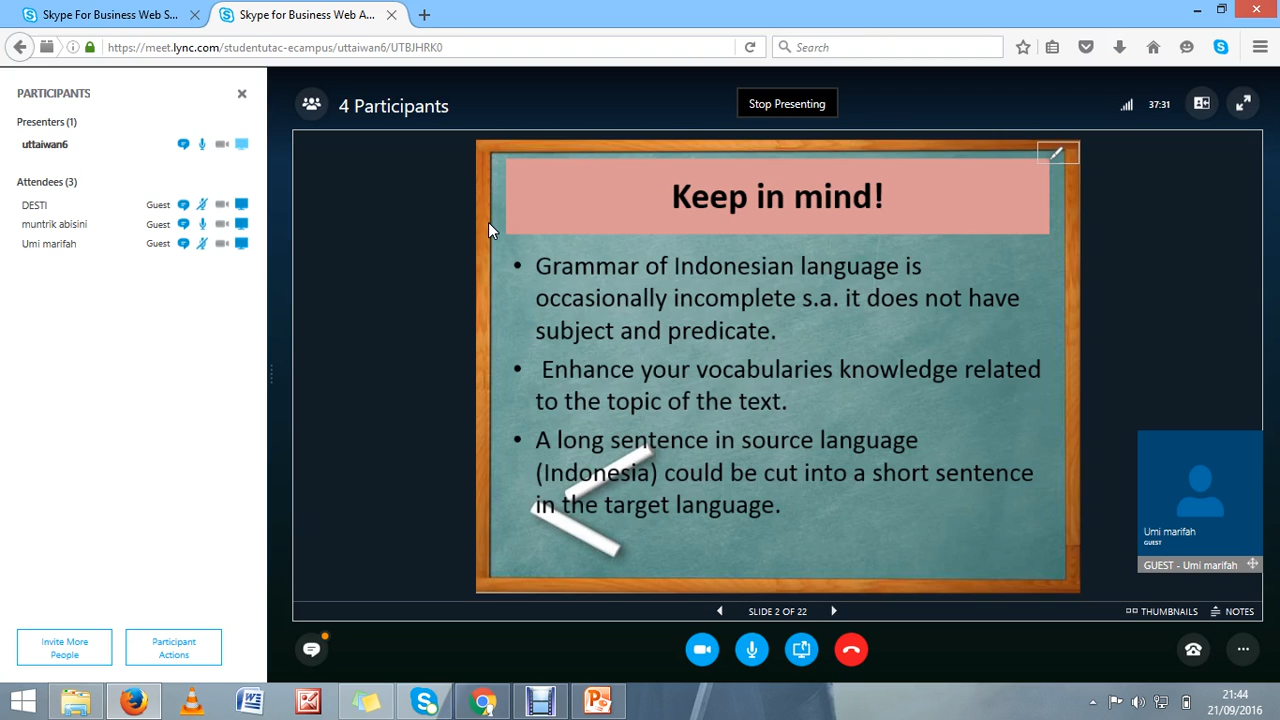 Skype For Business Web S...
Skype for Business Web A...
https://meet.lync.com/studentutac-ecampus/uttaiwan6/UTBJHRK0
Search
PARTICIPANTS
Presenters (1)
uttaiwan6
Attendees (3)
DESTI Guest
muntrik abisini Guest
Umi marifah Guest
Invite More
People
Participant
Actions
4 Participants
Stop Presenting
37:31
Keep in mind!
• Grammar of Indonesian language is
occasionally incomplete s.a. it does not have
subject and predicate.
• Enhance your vocabularies knowledge related
to the topic of the text.
• A long sentence in source language
(Indonesia) could be cut into a short sentence
in the target language.
Umi marifah
GUEST
GUEST - Umi marifah
SLIDE 2 OF 22
THUMBNAILS
NOTES
21:44
21/09/2016